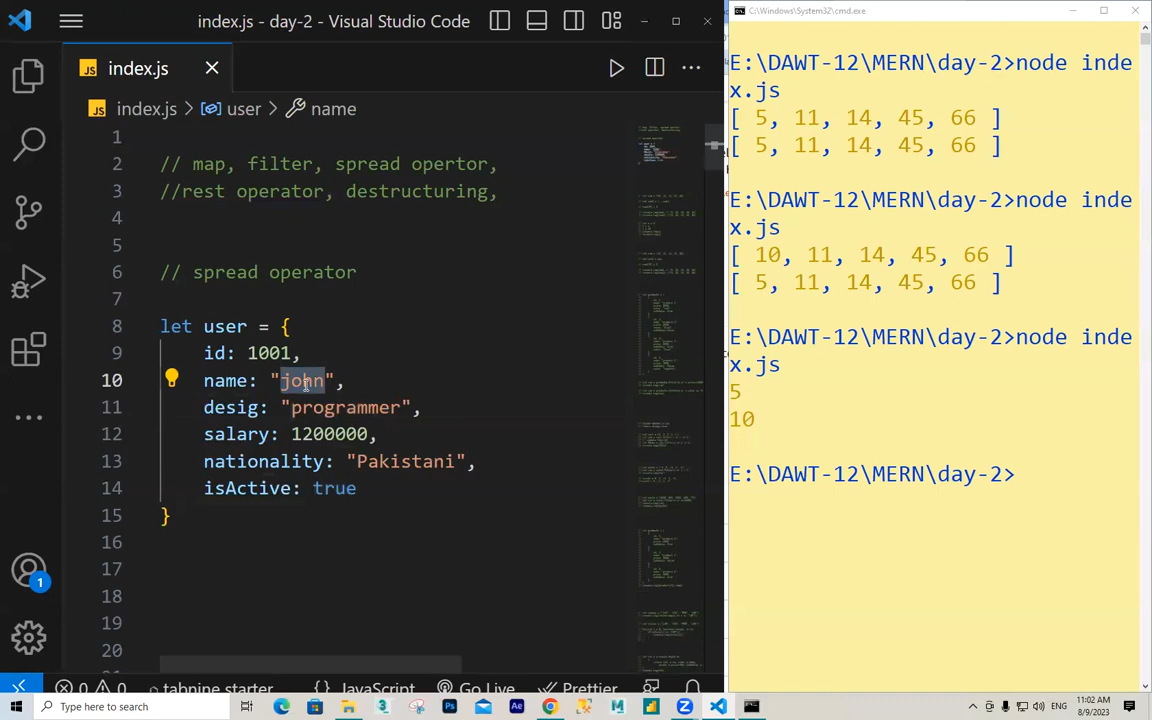 index.js - day-2 - Visual Studio Code
index.js
index.js > user > name
1
2 // map, filter, spread opertor,
3 //rest operator, destructuring,
4
5
6 // spread operator
7
8 let user = {
9 id: 1001,
10 name: "john",
11 desig: "programmer",
12 salary: 1200000,
13 nationality: "Pakistani",
14 isActive: true
15 }
16
17
18
19
20
1
0 0 tabnine starter {} JavaScript Go Live Prettier
C:\Windows\System32\cmd.exe
E:\DAWT-12\MERN\day-2>node inde
x.js
[ 5, 11, 14, 45, 66 ]
[ 5, 11, 14, 45, 66 ]
E:\DAWT-12\MERN\day-2>node inde
x.js
[ 10, 11, 14, 45, 66 ]
[ 5, 11, 14, 45, 66 ]
E:\DAWT-12\MERN\day-2>node inde
x.js
5
10
E:\DAWT-12\MERN\day-2>
Type here to search
ENG
11:02 AM
8/9/2023